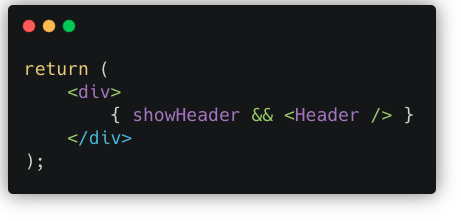 return (
    <div>
        { showHeader && <Header /> }
    </div>
);